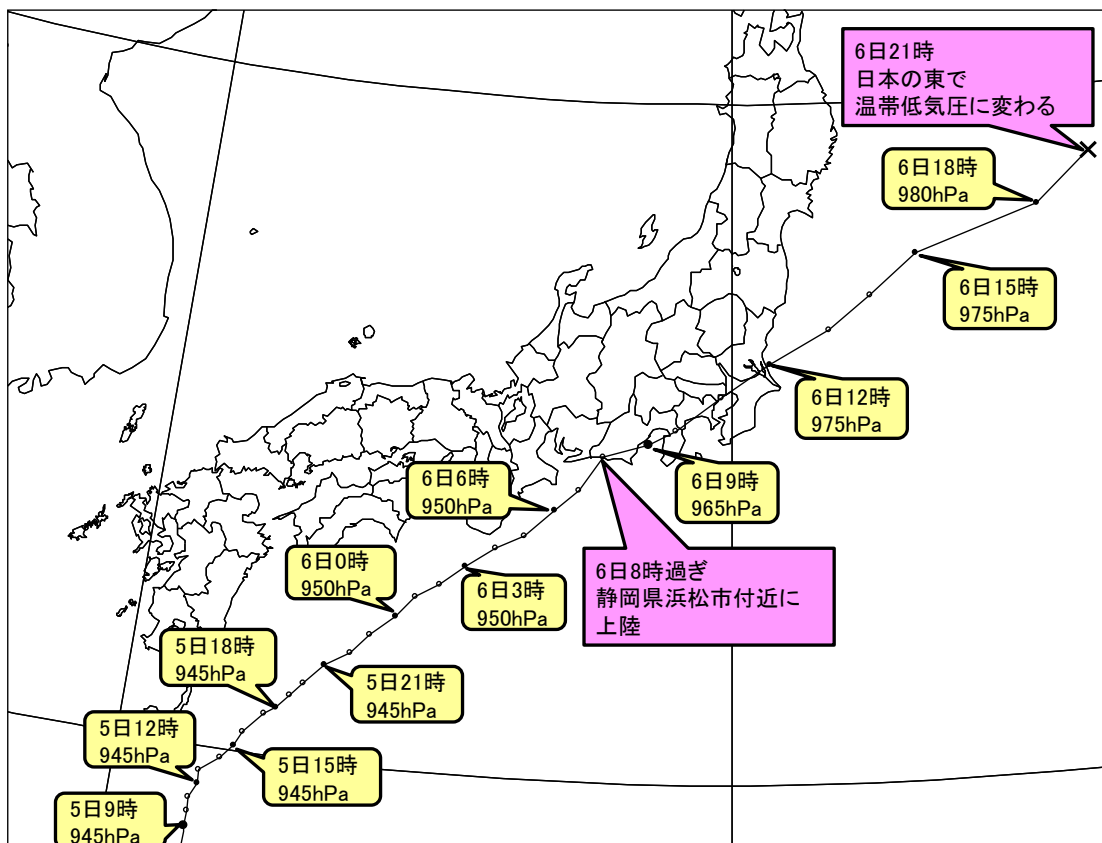 6日21時
日本の東で
温帯低気圧に変わる
6日18時
980hPa
6日15時
975hPa
6日12時
975hPa
6日9時
965hPa
6日8時過ぎ
静岡県浜松市付近に
上陸
6日6時
950hPa
6日3時
950hPa
6日0時
950hPa
5日21時
945hPa
5日18時
945hPa
5日15時
945hPa
5日12時
945hPa
5日9時
945hPa